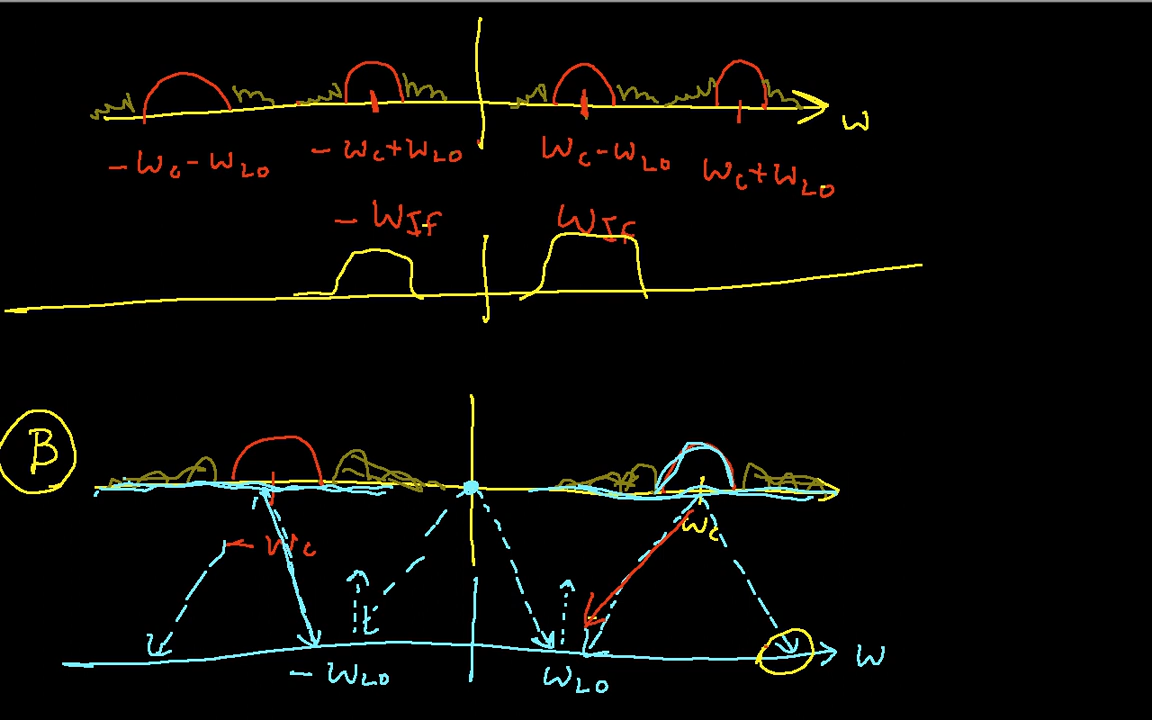 w
- wc - wLO
- wc + wLO
wc - wLO
wc + wLO
- wIf
wIf
B
- wc
wc
- wLO
wLO
w